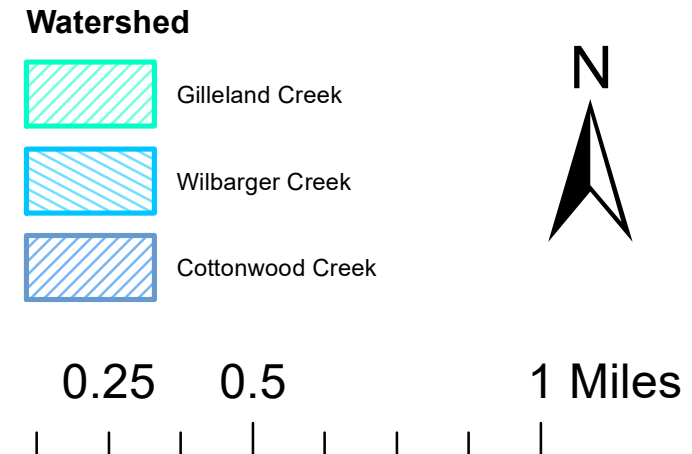 Watershed
N
Gilleland Creek
Wilbarger Creek
Cottonwood Creek
0.25 0.5 1 Miles